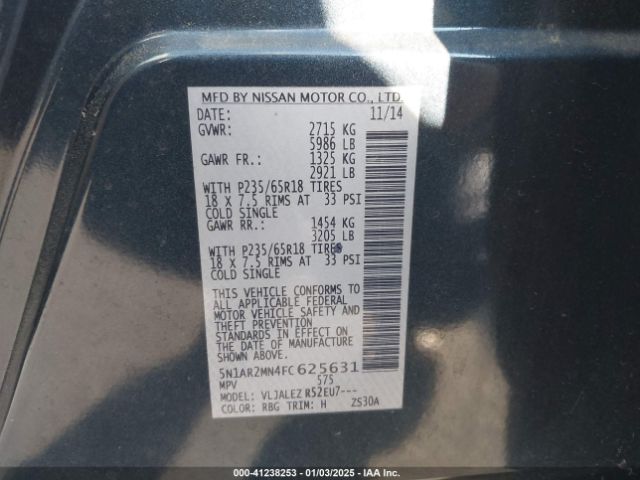 MFD BY NISSAN MOTOR CO., LTD.
DATE: 11/14
GVWR: 2715 KG
5986 LB
GAWR FR.: 1325 KG
2921 LB
WITH P235/65R18 TIRES
18 X 7.5 RIMS AT 33 PSI
COLD SINGLE
GAWR RR.: 1454 KG
3205 LB
WITH P235/65R18 TIRES
18 X 7.5 RIMS AT 33 PSI
COLD SINGLE
THIS VEHICLE CONFORMS TO
ALL APPLICABLE FEDERAL
MOTOR VEHICLE SAFETY AND
THEFT PREVENTION
STANDARDS IN EFFECT ON
THE DATE OF MANUFACTURE
SHOWN ABOVE.
5N1AR2MN4FC625631
MPV 575
MODEL: VLJALEZ R52EU7---
COLOR: RBG TRIM: H ZS30A
000-41238253 — 01/03/2025 — IAA Inc.